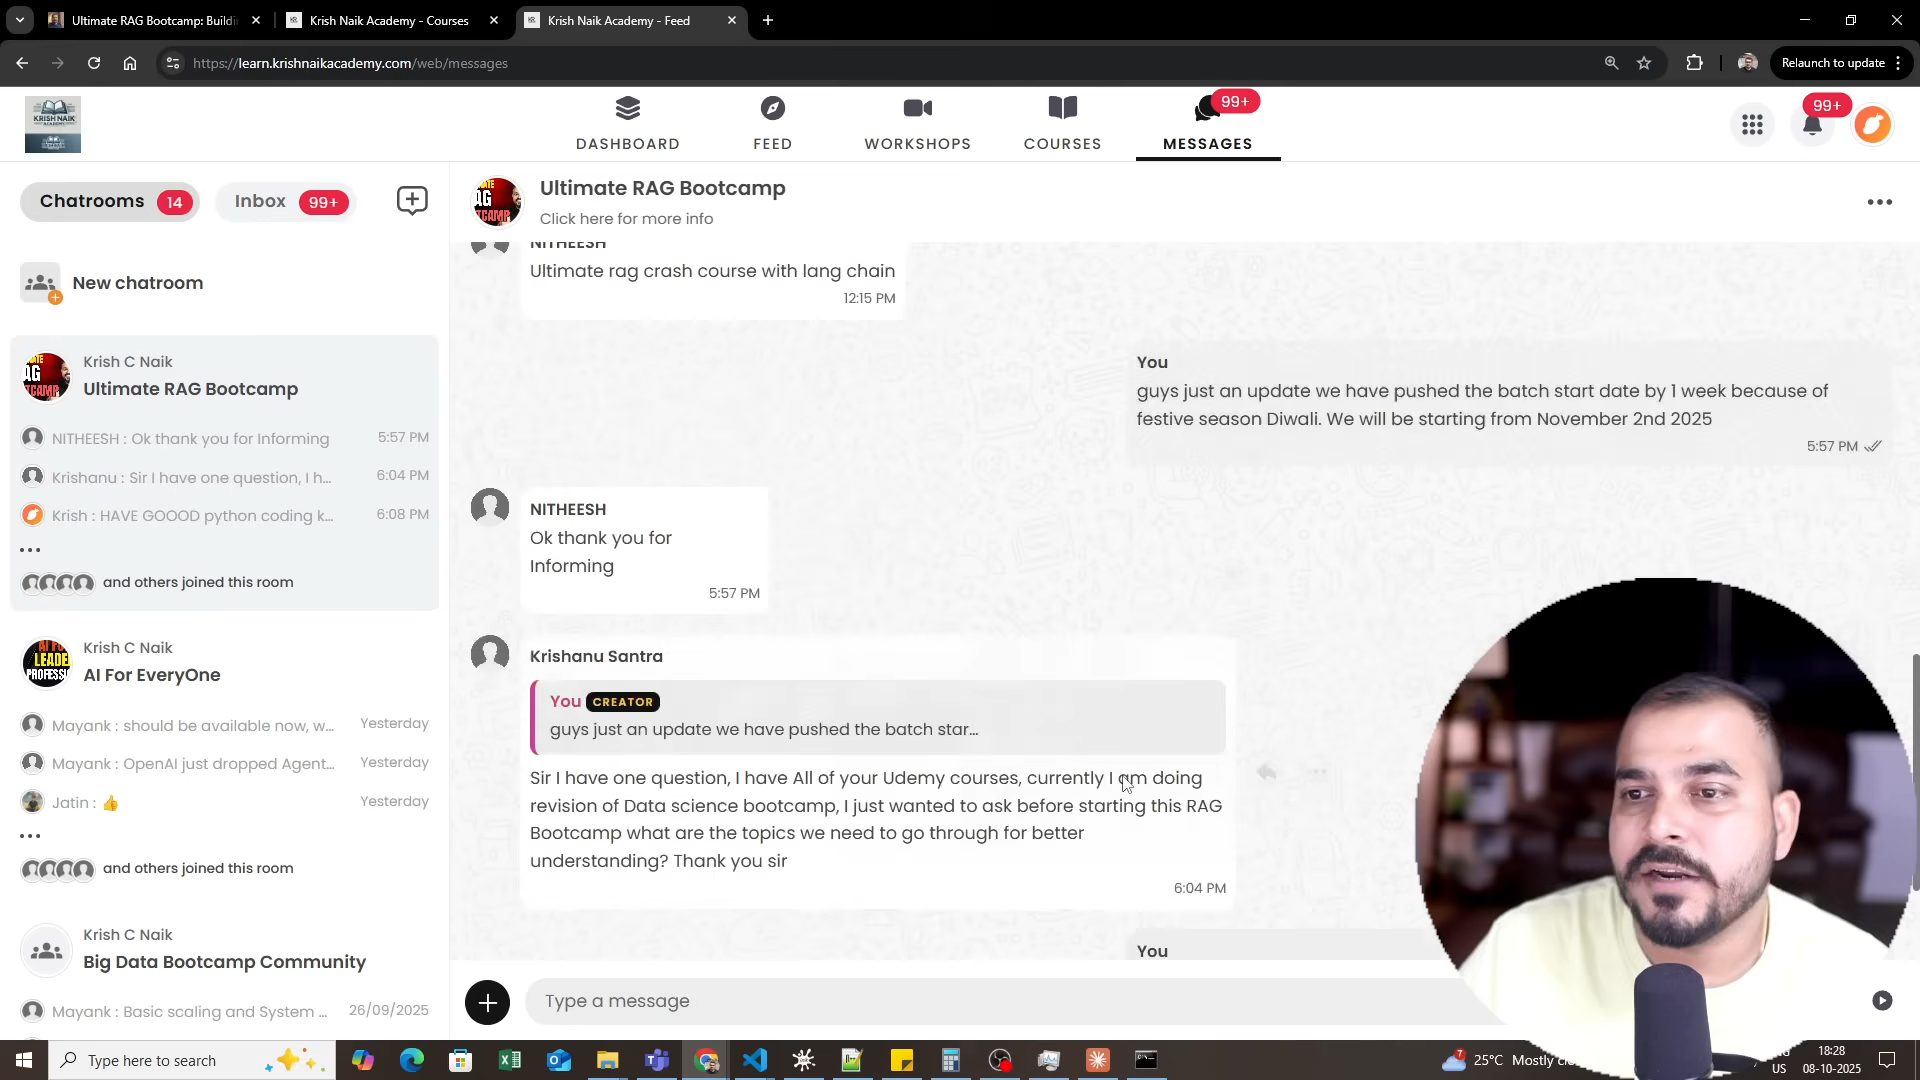 Ultimate RAG Bootcamp: Buildi
Krish Naik Academy - Courses
Krish Naik Academy - Feed
https://learn.krishnaikacademy.com/web/messages
Relaunch to update
KRISH NAIK
ACADEMY
DASHBOARD
FEED
WORKSHOPS
COURSES
99+
MESSAGES
99+
Chatrooms 14
Inbox 99+
New chatroom
Krish C Naik
Ultimate RAG Bootcamp
NITHEESH : Ok thank you for Informing 5:57 PM
Krishanu : Sir I have one question, I h... 6:04 PM
Krish : HAVE GOOOD python coding k... 6:08 PM
...
and others joined this room
Krish C Naik
AI For EveryOne
Mayank : should be available now, w... Yesterday
Mayank : OpenAI just dropped Agent... Yesterday
Jatin : 👍 Yesterday
...
and others joined this room
Krish C Naik
Big Data Bootcamp Community
Mayank : Basic scaling and System ... 26/09/2025
Ultimate RAG Bootcamp
Click here for more info
NITHEESH
Ultimate rag crash course with lang chain
12:15 PM
You
guys just an update we have pushed the batch start date by 1 week because of
festive season Diwali. We will be starting from November 2nd 2025
5:57 PM
NITHEESH
Ok thank you for
Informing
5:57 PM
Krishanu Santra
You CREATOR
guys just an update we have pushed the batch star...
Sir I have one question, I have All of your Udemy courses, currently I am doing
revision of Data science bootcamp, I just wanted to ask before starting this RAG
Bootcamp what are the topics we need to go through for better
understanding? Thank you sir
6:04 PM
You
Type a message
Type here to search
25°C Mostly cl
18:28
US 08-10-2025